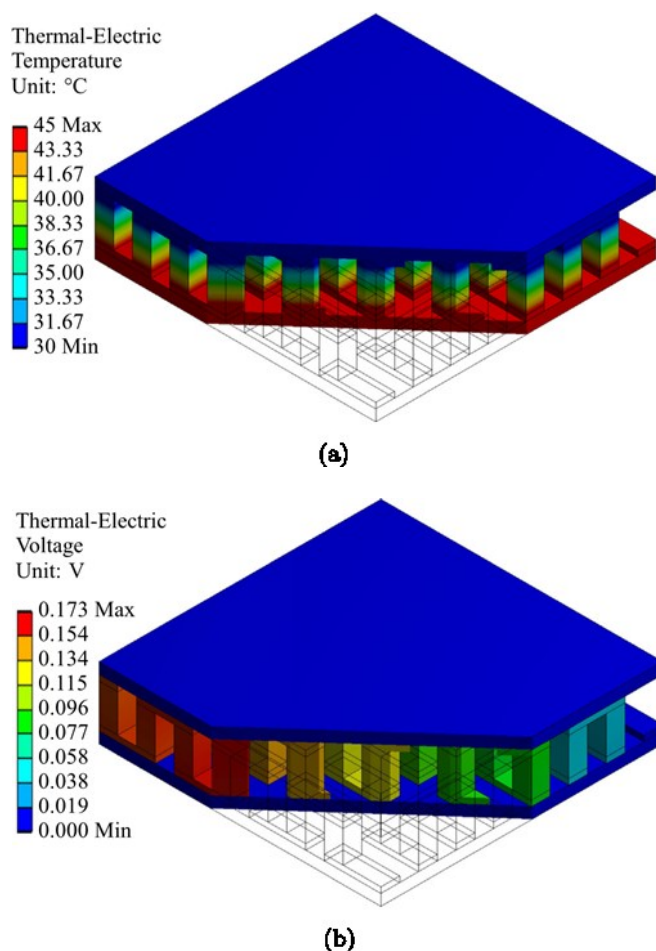 Thermal-Electric
Temperature
Unit: °C
45 Max
43.33
41.67
40.00
38.33
36.67
35.00
33.33
31.67
30 Min
(a)
Thermal-Electric
Voltage
Unit: V
0.173 Max
0.154
0.134
0.115
0.096
0.077
0.058
0.038
0.019
0.000 Min
(b)